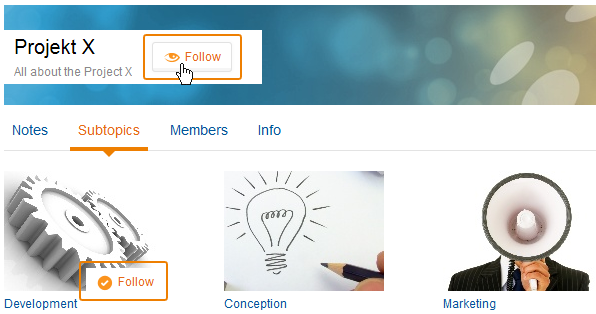 Projekt X
Follow
All about the Project X
Notes
Subtopics
Members
Info
Follow
Development
Conception
Marketing